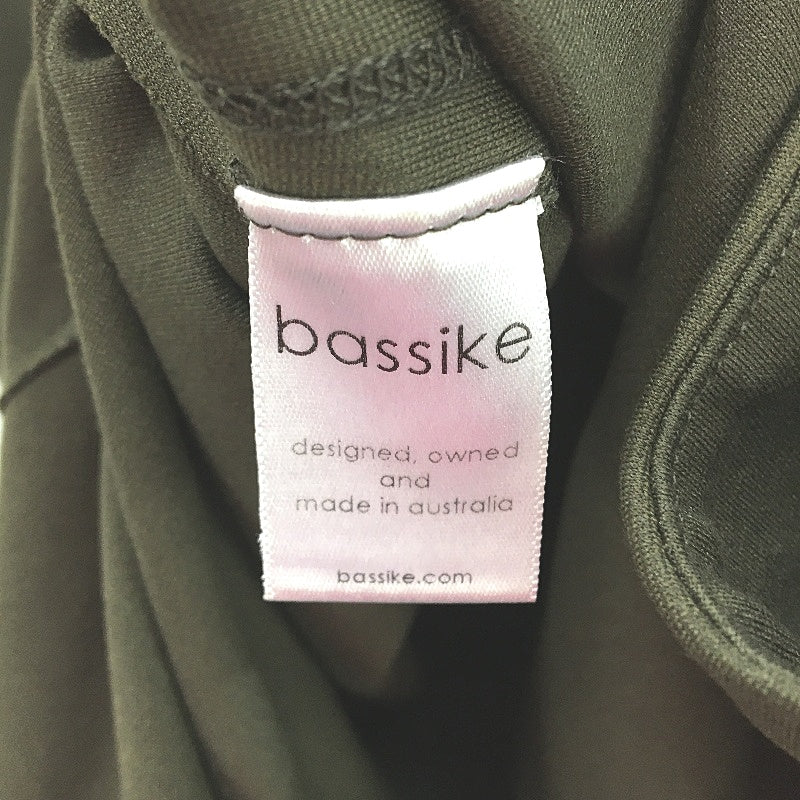 bassike
designed, owned
and
made in australia
bassike.com